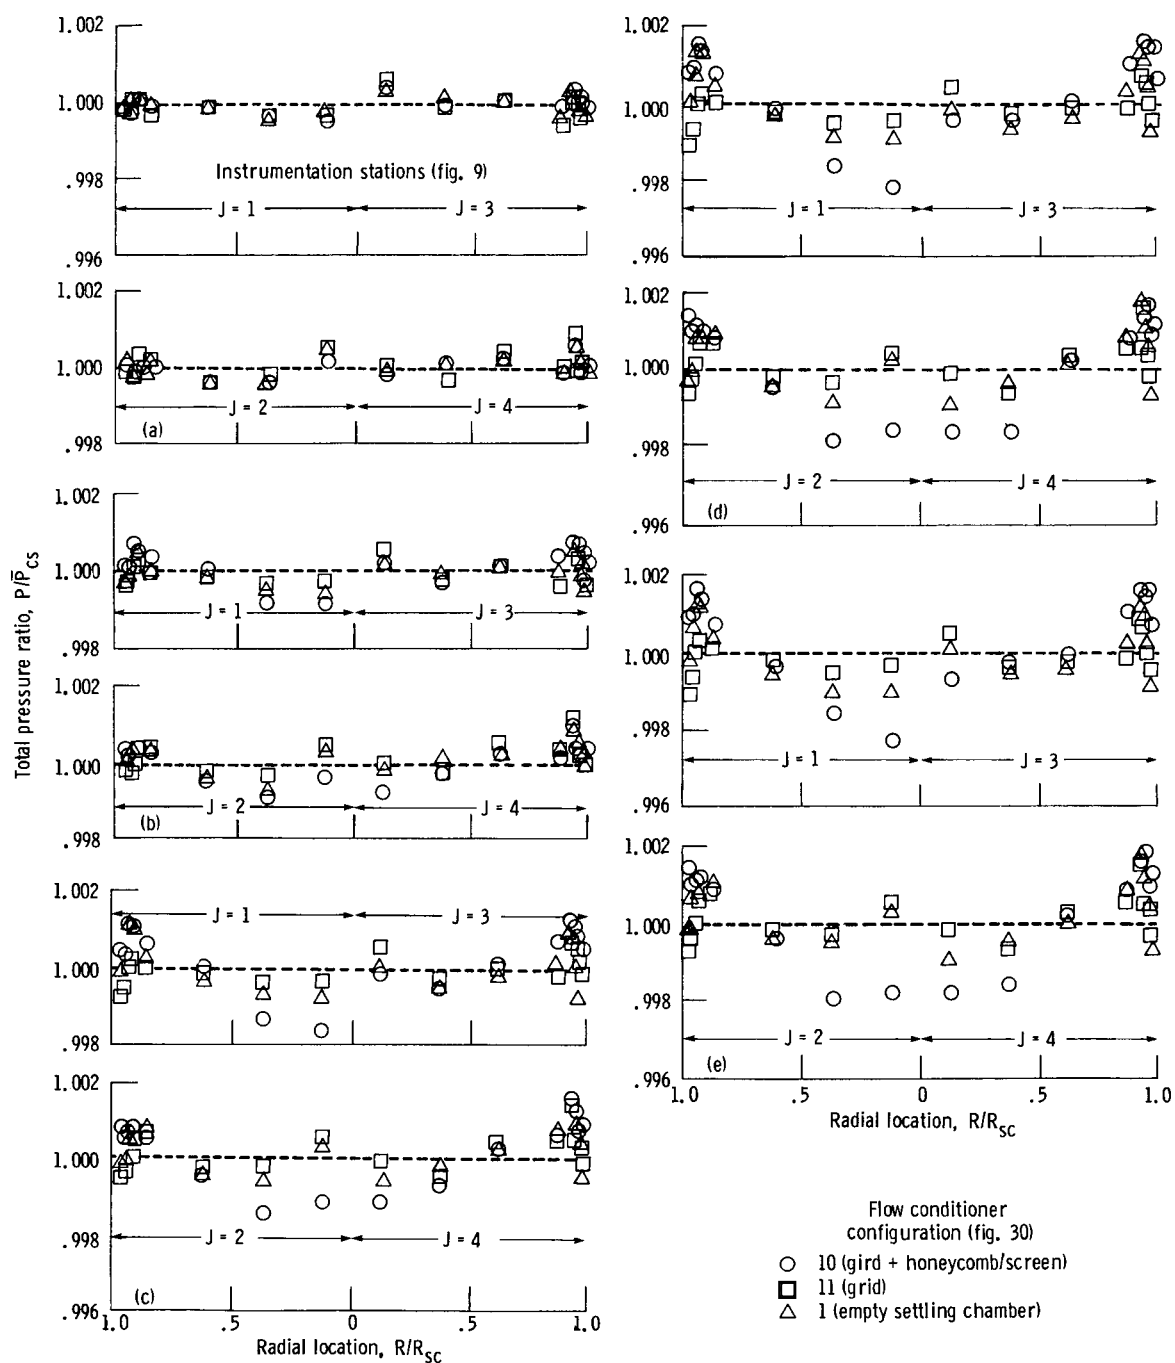 1.002
1.000
.998
.996
Instrumentation stations (fig. 9)
J = 1
J = 3
1.002
1.000
.998
J = 2
J = 4
(a)
1.002
1.000
.998
J = 1
J = 3
1.002
1.000
.998
J = 2
J = 4
(b)
1.002
1.000
.998
J = 1
J = 3
1.002
1.000
.998
.996
J = 2
J = 4
(c)
1.0
.5
0
.5
1.0
Radial location, R/RSC
Total pressure ratio, P/P̅CS
1.002
1.000
.998
.996
J = 1
J = 3
1.002
1.000
.998
.996
J = 2
J = 4
(d)
1.002
1.000
.998
.996
J = 1
J = 3
1.002
1.000
.998
.996
J = 2
J = 4
(e)
1.0
.5
0
.5
1.0
Radial location, R/RSC
Flow conditioner
configuration (fig. 30)
10 (gird + honeycomb/screen)
11 (grid)
1 (empty settling chamber)